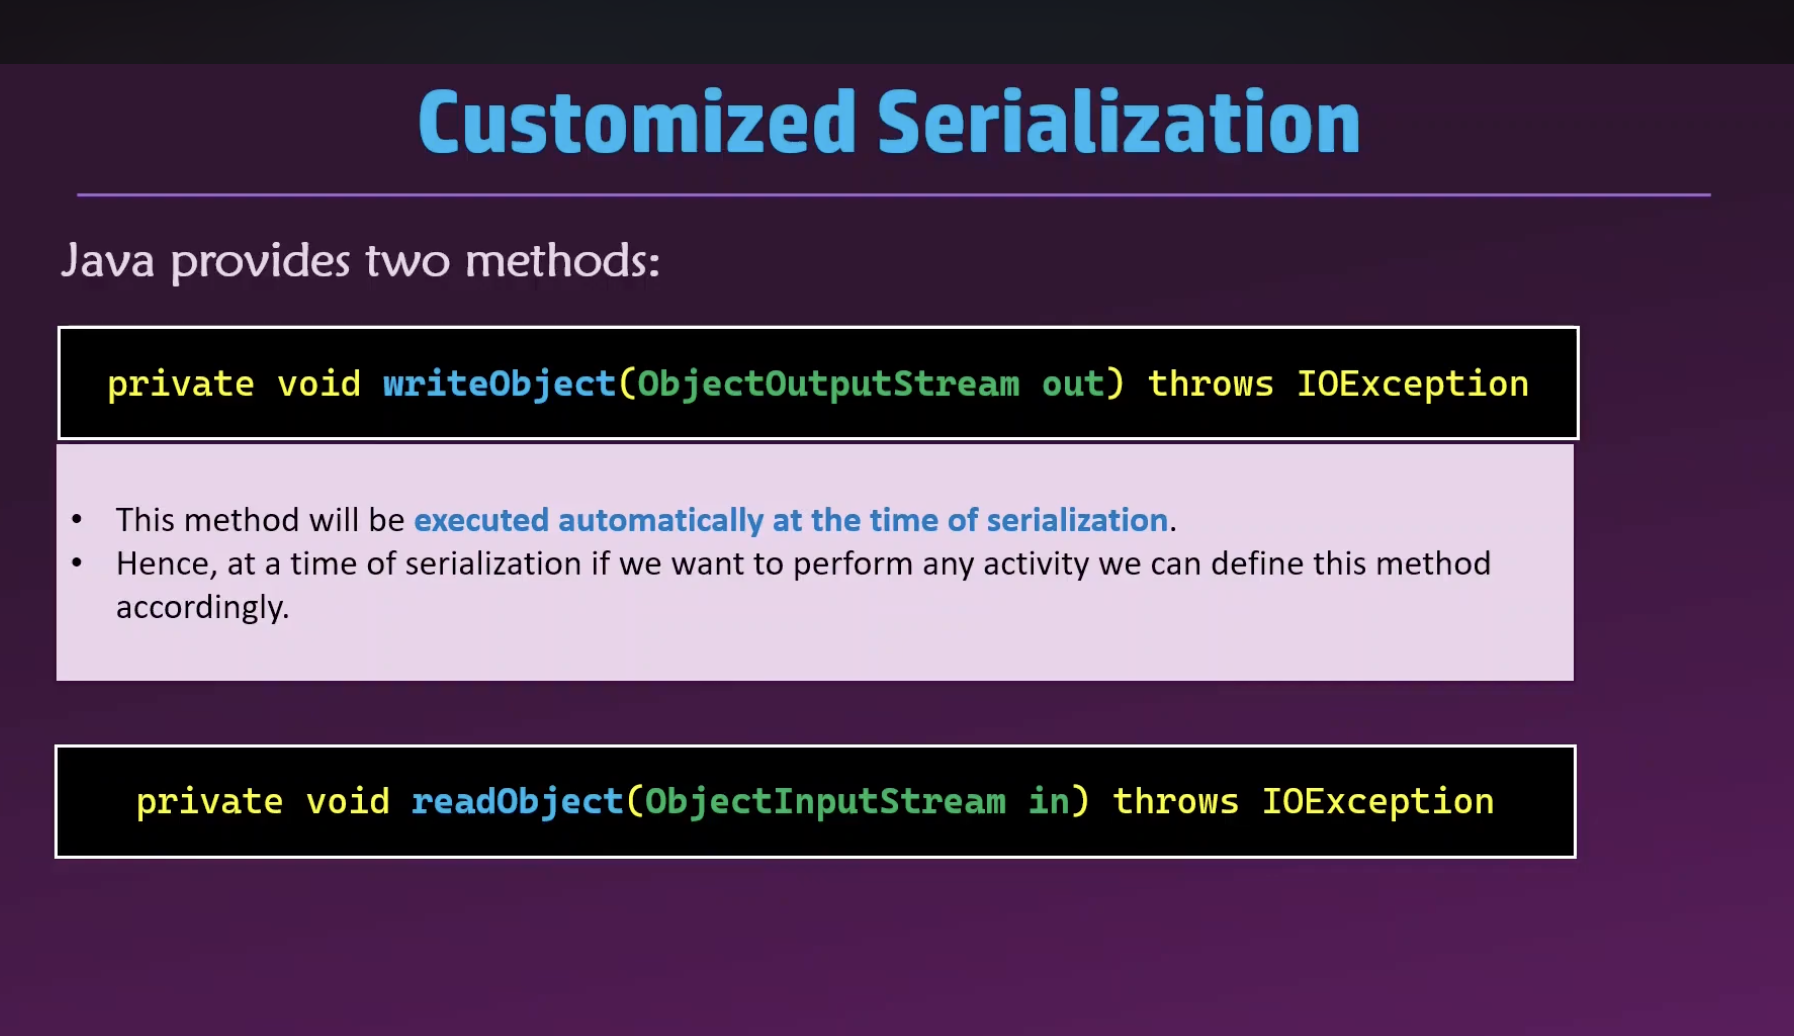 Customized Serialization
Java provides two methods:
private void writeObject(ObjectOutputStream out) throws IOException
• This method will be executed automatically at the time of serialization.
• Hence, at a time of serialization if we want to perform any activity we can define this method
accordingly.
private void readObject(ObjectInputStream in) throws IOException